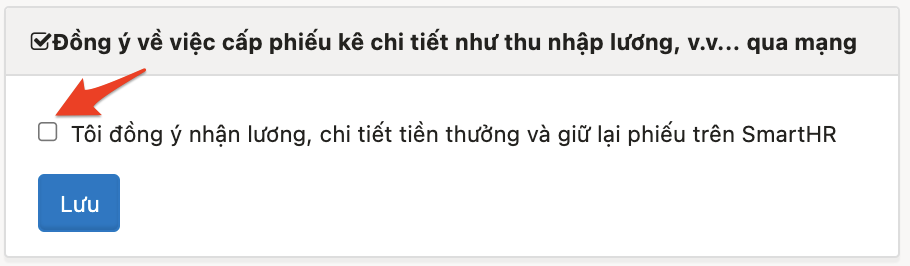 Đồng ý về việc cấp phiếu kê chi tiết như thu nhập lương, v.v... qua mạng
Tôi đồng ý nhận lương, chi tiết tiền thưởng và giữ lại phiếu trên SmartHR
Lưu